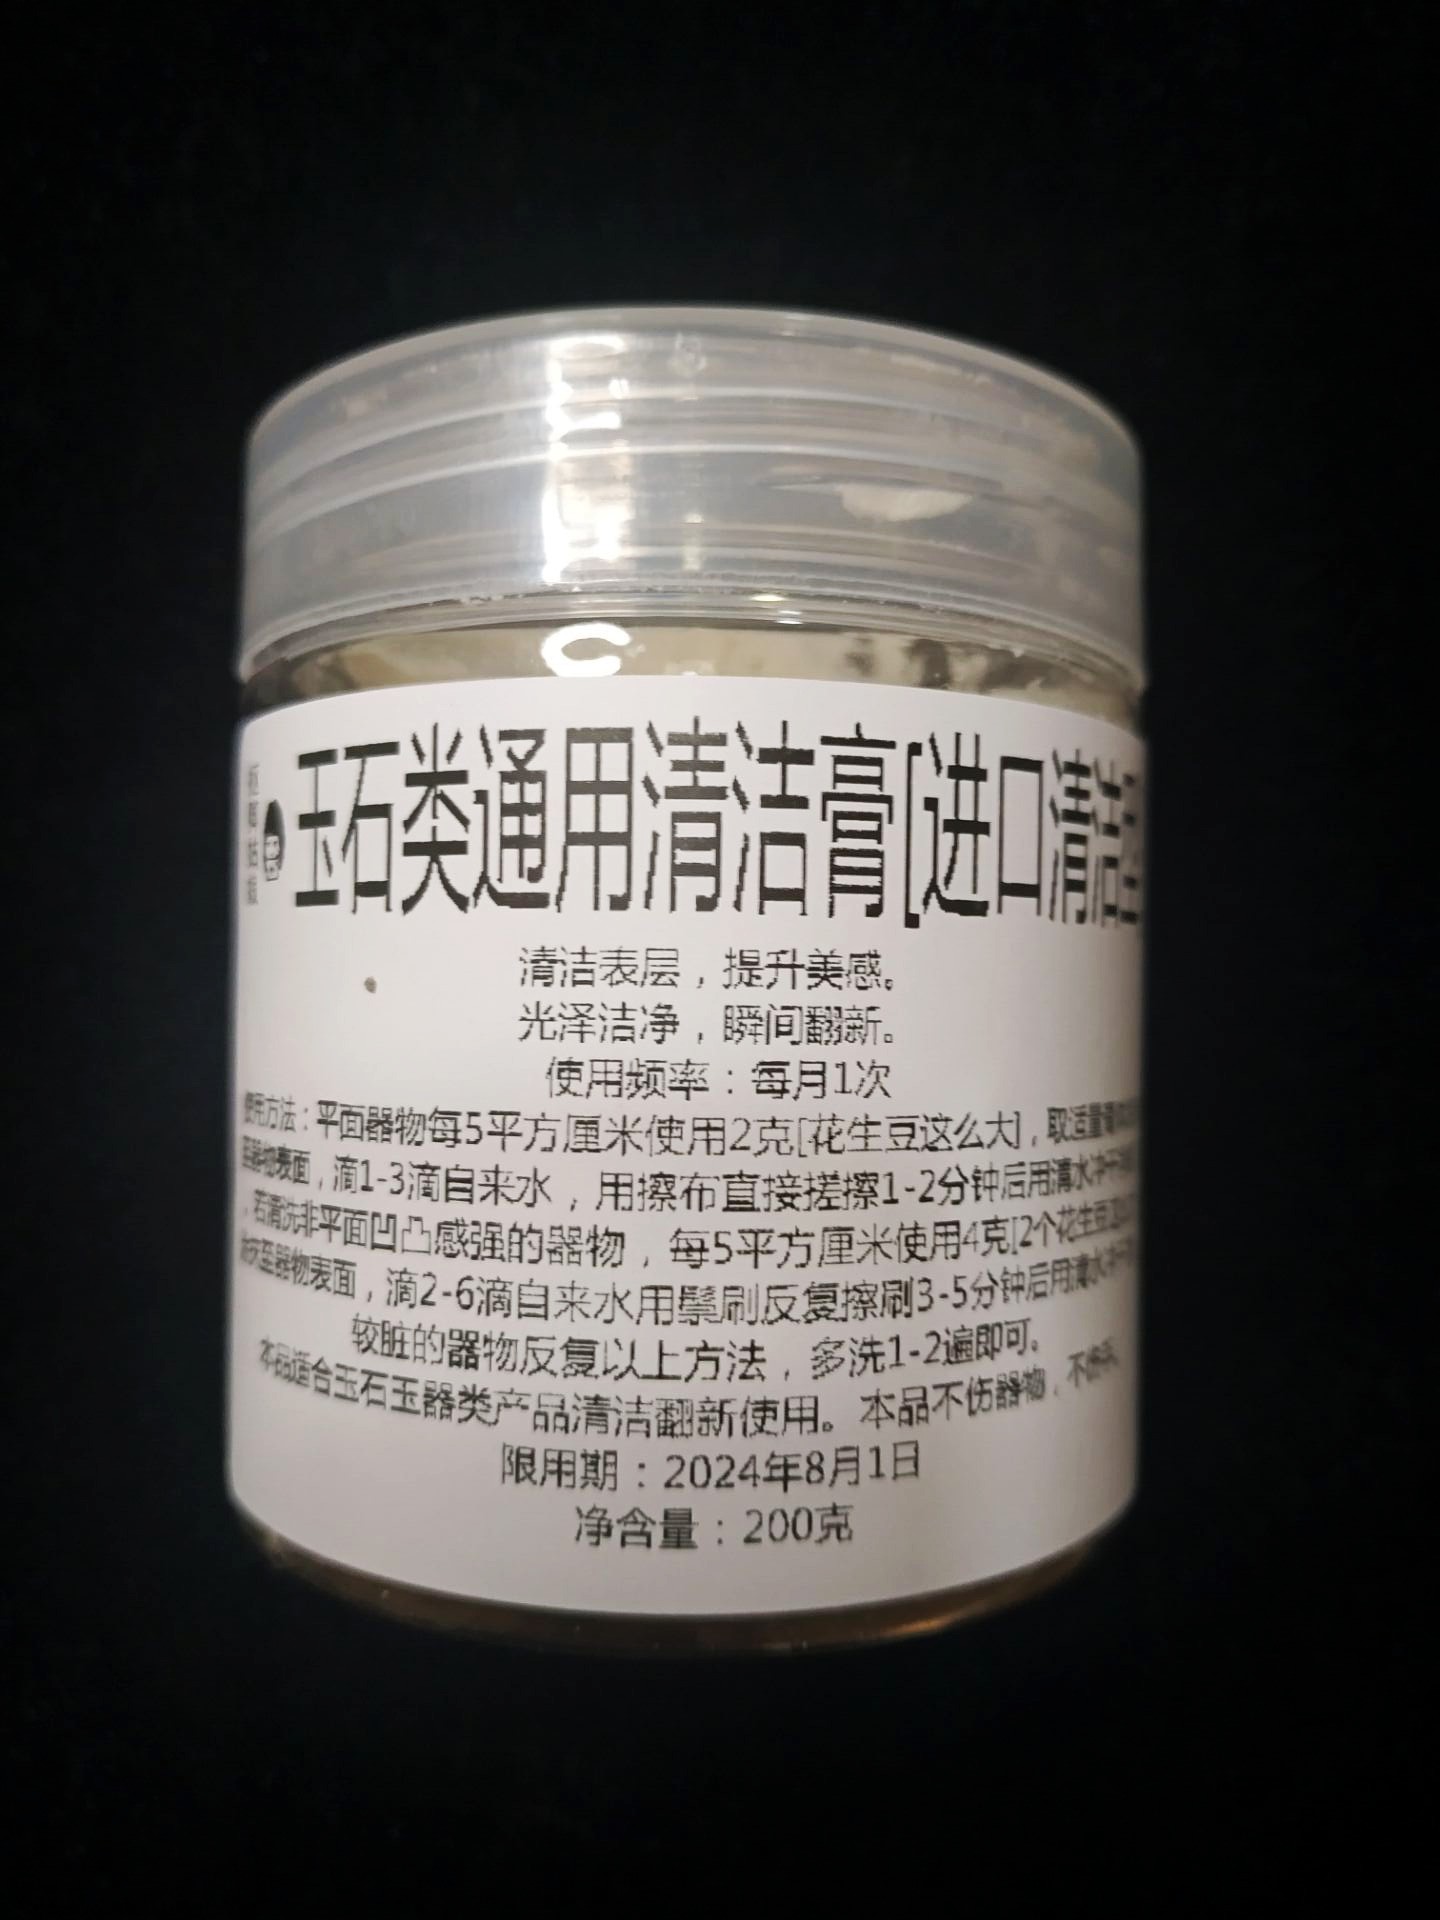 玉石类通用清洁膏[进口清洁
清洁表层，提升美感。
光泽洁净，瞬间翻新。
使用频率：每月1次
使用方法：平面器物每5平方厘米使用2克[花生豆这么大]，取适量
至器物表面，滴1-3滴自来水，用擦布直接搓擦1-2分钟后用清水冲干
，若清洗非平面凹凸感强的器物，每5平方厘米使用4克[2个花生豆
至器物表面，滴2-6滴自来水用鬃刷反复擦刷3-5分钟后用清水冲干
较脏的器物反复以上方法，多洗1-2遍即可。
本品适合玉石玉器类产品清洁翻新使用。本品不伤器物，不伤手
限用期：2024年8月1日
净含量：200克